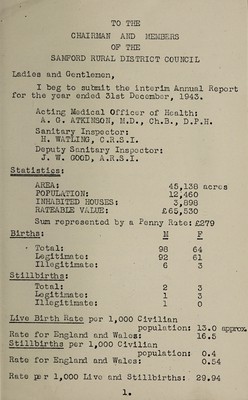 TO THE
CHAIRMAN AND MEMBERS
OF THE
SAMFORD RURAL DISTRICT COUNCIL
Ladies and Gentlemen,
I beg to submit the interim Annual Report
for the year ended 31st December, 1943.
Acting Medical Officer of Health:
A. G. ATKINSON, M.D., Ch.B., D.P.H.
Sanitary Inspector:
H. WATLING, C.R.S.I.
Deputy Sanitary Inspector:
J. W. GOOD, A.R.S.I.
Statistics:
AREA: 45,138 acres
POPULATION: 12,460
INHABITED HOUSES: 3,898
RATEABLE VALUE: £65,530
Sum represented by a Penny Rate: £279
Births: M F
Total: 98 64
Legitimate: 92 61
Illegitimate: 6 3
Stillbirths:
Total: 2 3
Legitimate: 1 3
Illegitimate: 1 0
Live Birth Rate per 1,000 Civilian
population: 13.0 approx.
Rate for England and Wales: 16.5
Stillbirths per 1,000 Civilian
population: 0.4
Rate for England and Wales: 0.54
Rate per 1,000 Live and Stillbirths: 29.94
1.